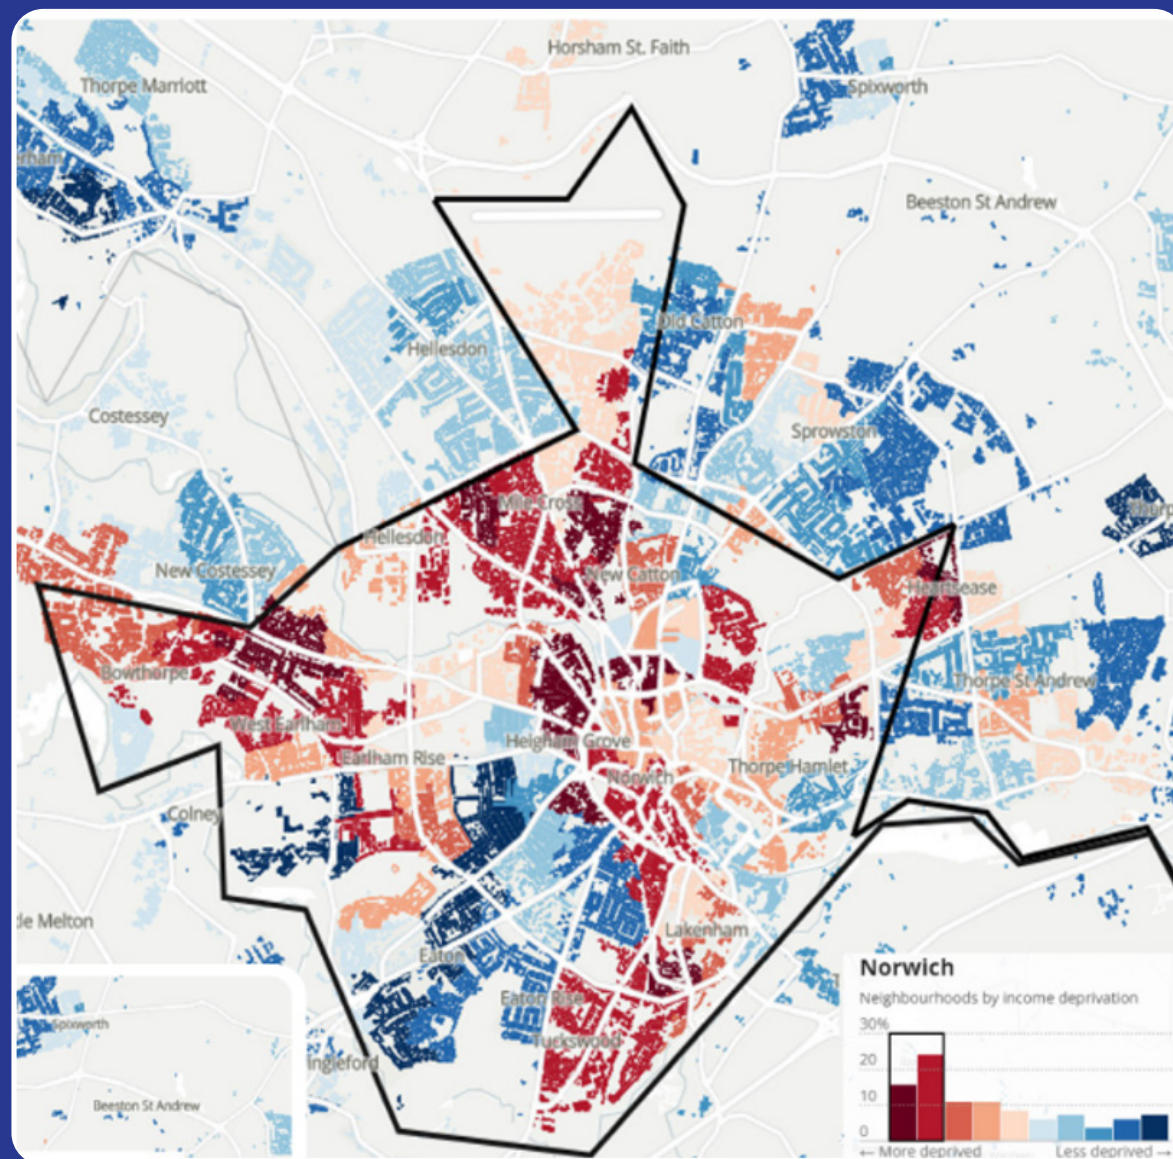 Horsham St. Faith
Thorpe Marriott
Spixworth
Beeston St Andrew
Old Catton
Hellesdon
Costessey
Sprowston
Mile Cross
Hellesdon
New Costessey
New Catton
Heartsease
Bowthorpe
Thorpe St Andrew
West Earlham
Heigham Grove
Earlham Rise
Thorpe Hamlet
Norwich
Colney
Lakenham
Eaton
Eaton Rise
Tuckswood
Norwich
Neighbourhoods by income deprivation
30%
20
10
0
← More deprived
Less deprived →
Spixworth
Beeston St Andrew